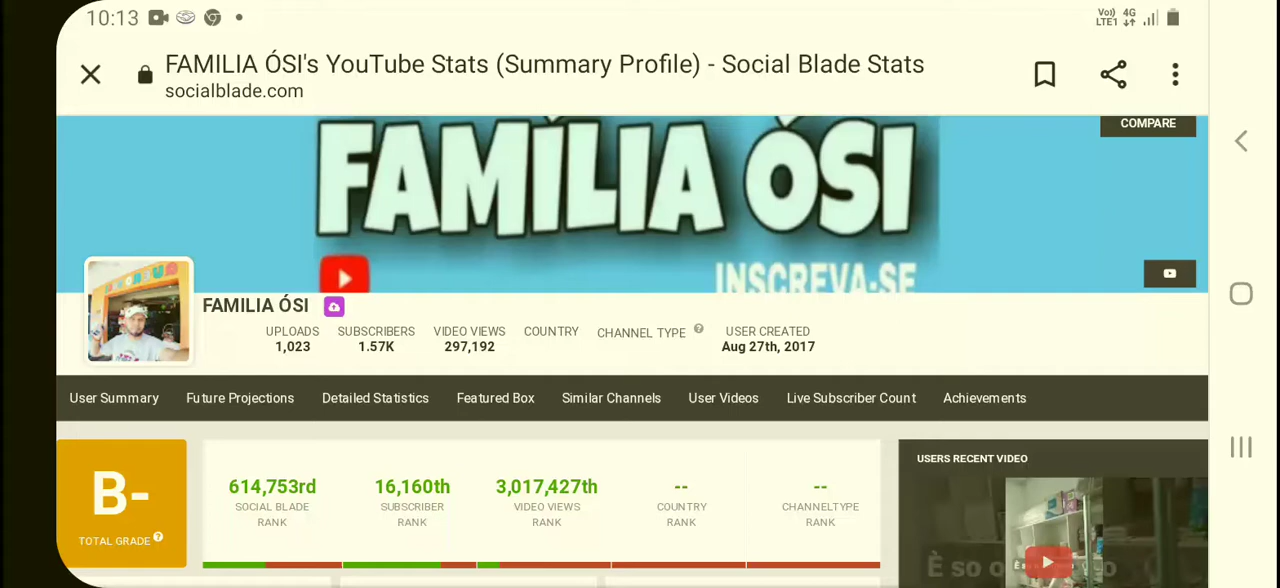 10:13
Vo)) 4G
LTE1
FAMILIA ÓSI's YouTube Stats (Summary Profile) - Social Blade Stats
socialblade.com
COMPARE
FAMÍLIA ÓSI
INSCREVA-SE
FAMILIA ÓSI
UPLOADS SUBSCRIBERS VIDEO VIEWS COUNTRY CHANNEL TYPE ? USER CREATED
1,023 1.57K 297,192 Aug 27th, 2017
User Summary Future Projections Detailed Statistics Featured Box Similar Channels User Videos Live Subscriber Count Achievements
B-
TOTAL GRADE ?
614,753rd 16,160th 3,017,427th -- --
SOCIAL BLADE SUBSCRIBER VIDEO VIEWS COUNTRY CHANNELTYPE
RANK RANK RANK RANK RANK
USERS RECENT VIDEO
È so o